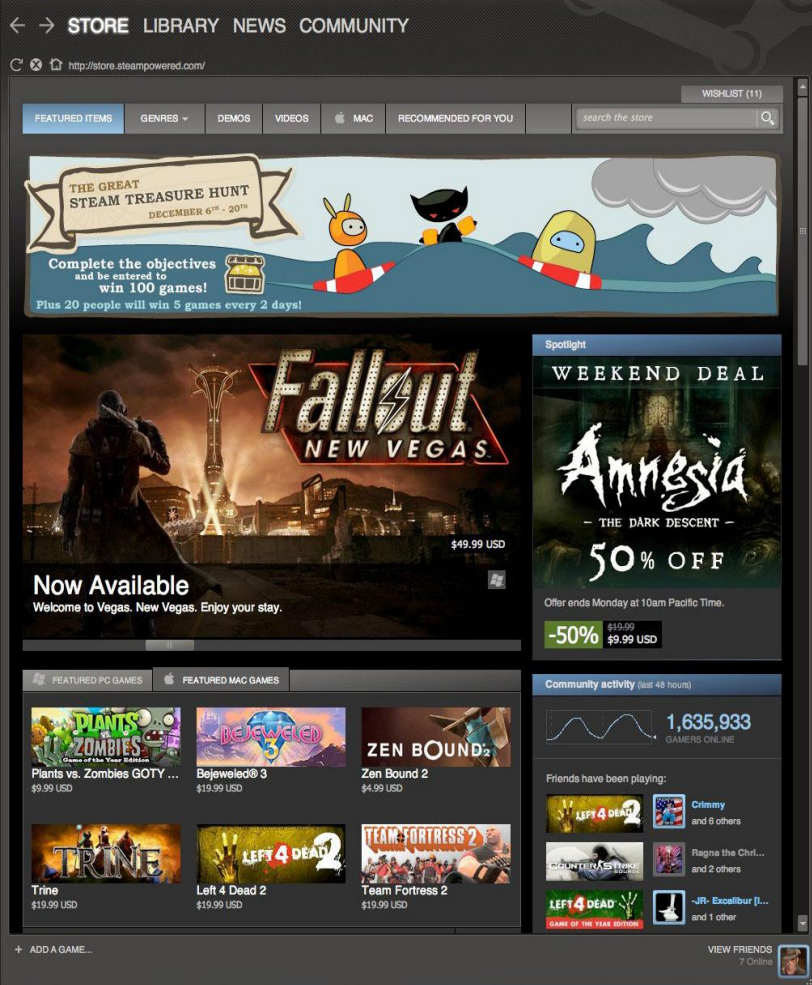 STORE LIBRARY NEWS COMMUNITY
http://store.steampowered.com/
WISHLIST (11)
FEATURED ITEMS GENRES DEMOS VIDEOS MAC RECOMMENDED FOR YOU search the store
THE GREAT
STEAM TREASURE HUNT
DECEMBER 6TH - 20TH
Complete the objectives
and be entered to
win 100 games!
Plus 20 people will win 5 games every 2 days!
Fallout
NEW VEGAS
$49.99 USD
Now Available
Welcome to Vegas. New Vegas. Enjoy your stay.
Spotlight
WEEKEND DEAL
Amnesia
- THE DARK DESCENT -
50% OFF
Offer ends Monday at 10am Pacific Time.
-50% $19.99
$9.99 USD
FEATURED PC GAMES FEATURED MAC GAMES
PLANTS
VS.
ZOMBIES
Game of the Year Edition
Plants vs. Zombies GOTY ...
$9.99 USD
BEJEWELED
3
Bejeweled® 3
$19.99 USD
ZEN BOUND 2
Zen Bound 2
$4.99 USD
TRINE
Trine
$19.99 USD
LEFT 4 DEAD 2
Left 4 Dead 2
$19.99 USD
TEAM FORTRESS 2
Team Fortress 2
$19.99 USD
Community activity (last 48 hours)
1,635,933
GAMERS ONLINE
Friends have been playing:
LEFT 4 DEAD 2
Crimmy
and 6 others
COUNTER-STRIKE
SOURCE
Ragna the Chri...
and 2 others
LEFT 4 DEAD
GAME OF THE YEAR EDITION
-JR- Excalibur [l...
and 1 other
+ ADD A GAME...
VIEW FRIENDS
7 Online